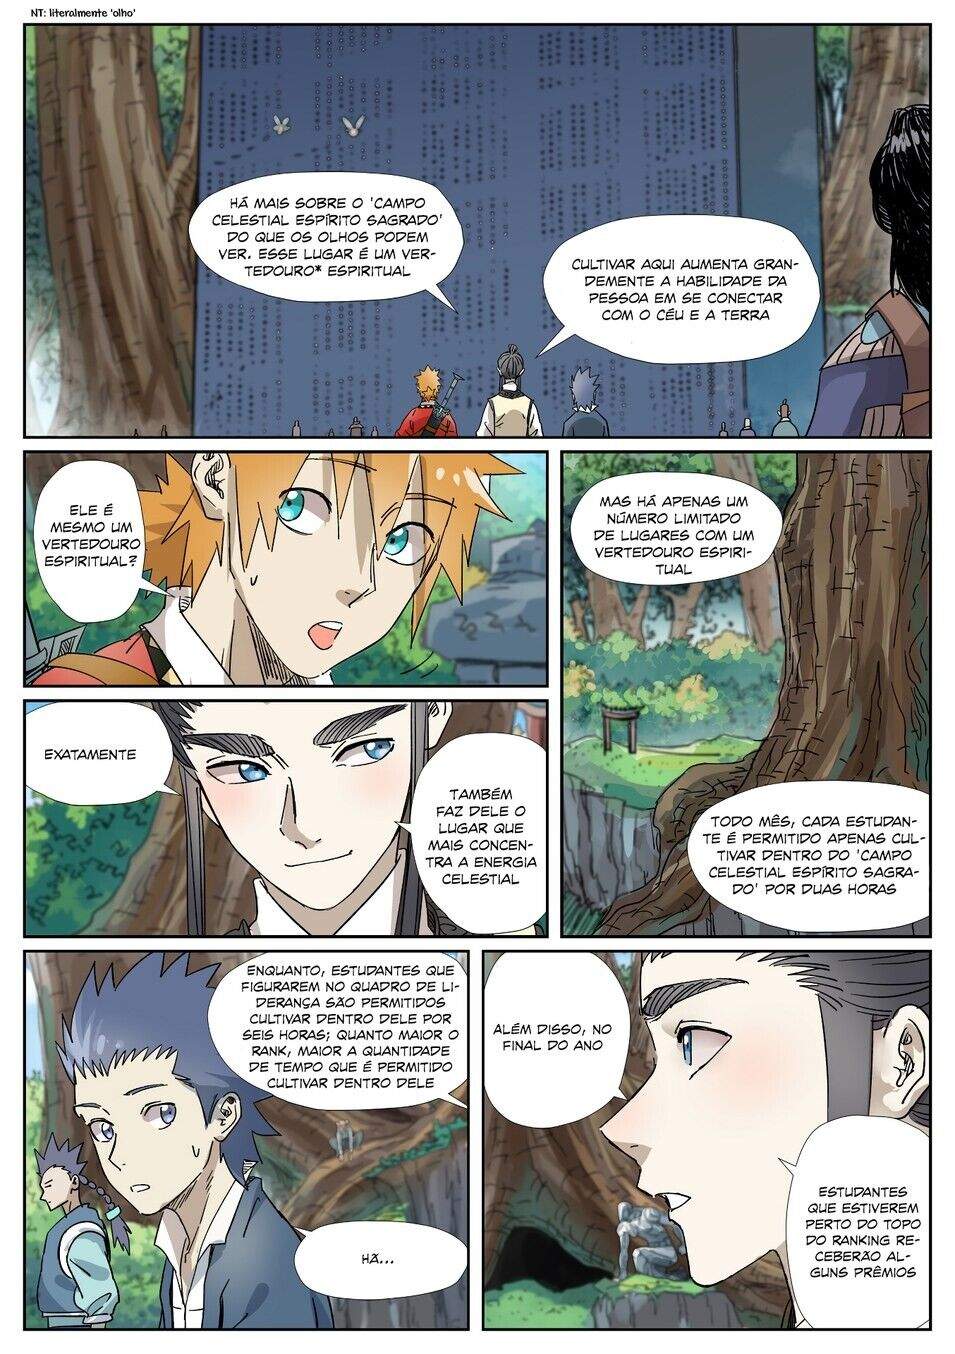 NT: literalmente 'olho'
HÁ MAIS SOBRE O 'CAMPO
CELESTIAL ESPÍRITO SAGRADO'
DO QUE OS OLHOS PODEM
VER. ESSE LUGAR É UM VER-
TEDOURO* ESPIRITUAL
CULTIVAR AQUI AUMENTA GRAN-
DEMENTE A HABILIDADE DA
PESSOA EM SE CONECTAR
COM O CÉU E A TERRA
ELE É
MESMO UM
VERTEDOURO
ESPIRITUAL?
MAS HÁ APENAS UM
NÚMERO LIMITADO
DE LUGARES COM UM
VERTEDOURO ESPIRI-
TUAL
EXATAMENTE
TAMBÉM
FAZ DELE O
LUGAR QUE
MAIS CONCEN-
TRA A ENERGIA
CELESTIAL
TODO MÊS, CADA ESTUDAN-
TE É PERMITIDO APENAS CUL-
TIVAR DENTRO DO 'CAMPO
CELESTIAL ESPÍRITO SAGRA-
DO' POR DUAS HORAS
ENQUANTO, ESTUDANTES QUE
FIGURAREM NO QUADRO DE LI-
DERANÇA SÃO PERMITIDOS
CULTIVAR DENTRO DELE POR
SEIS HORAS; QUANTO MAIOR O
RANK, MAIOR A QUANTIDADE
DE TEMPO QUE É PERMITIDO
CULTIVAR DENTRO DELE
HÃ...
ALÉM DISSO, NO
FINAL DO ANO
ESTUDANTES
QUE ESTIVEREM
PERTO DO TOPO
DO RANKING RE-
CEBERÃO AL-
GUNS PRÊMIOS